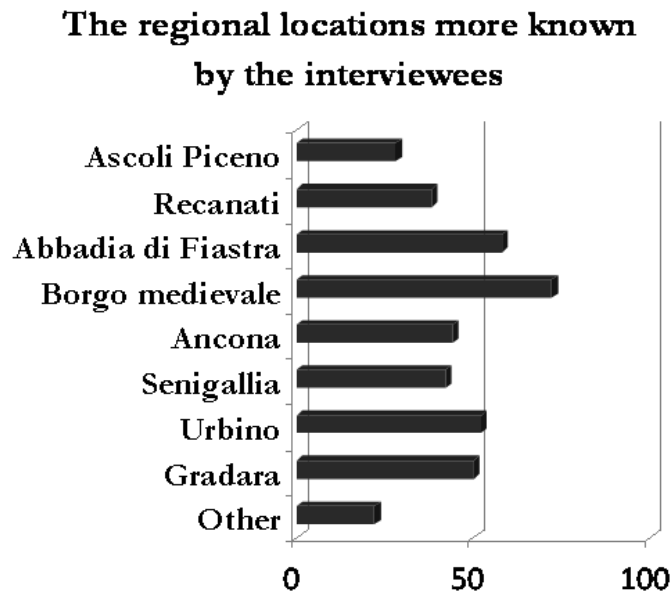 The regional locations more known
by the interviewees
Ascoli Piceno
Recanati
Abbadia di Fiastra
Borgo medievale
Ancona
Senigallia
Urbino
Gradara
Other
0 50 100